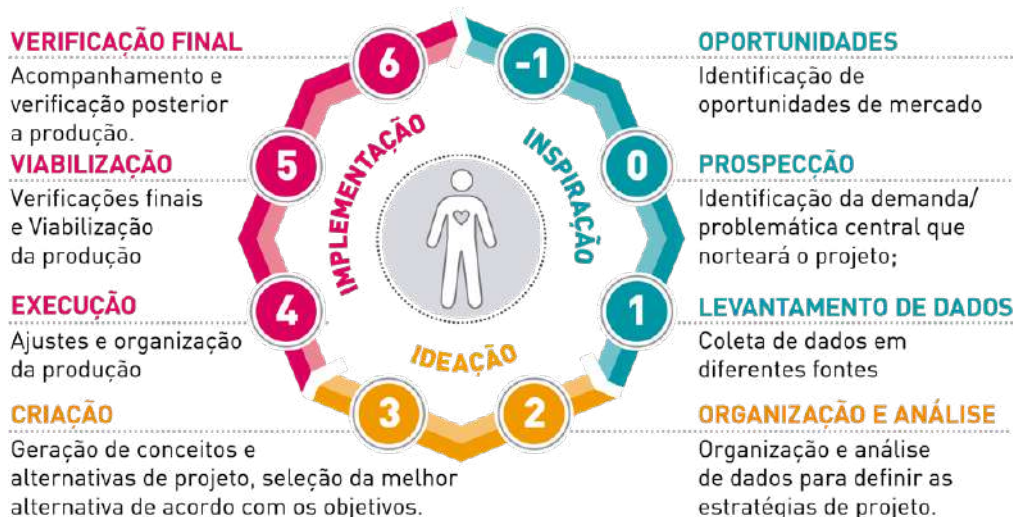 VERIFICAÇÃO FINAL
Acompanhamento e
verificação posterior
a produção.
VIABILIZAÇÃO
Verificações finais
e Viabilização
da produção
EXECUÇÃO
Ajustes e organização
da produção
CRIAÇÃO
Geração de conceitos e
alternativas de projeto, seleção da melhor
alternativa de acordo com os objetivos.
6
5
4
3
-1
0
1
2
IMPLEMENTAÇÃO
INSPIRAÇÃO
IDEAÇÃO
OPORTUNIDADES
Identificação de
oportunidades de mercado
PROSPECÇÃO
Identificação da demanda/
problemática central que
norteará o projeto;
LEVANTAMENTO DE DADOS
Coleta de dados em
diferentes fontes
ORGANIZAÇÃO E ANÁLISE
Organização e análise
de dados para definir as
estratégias de projeto.